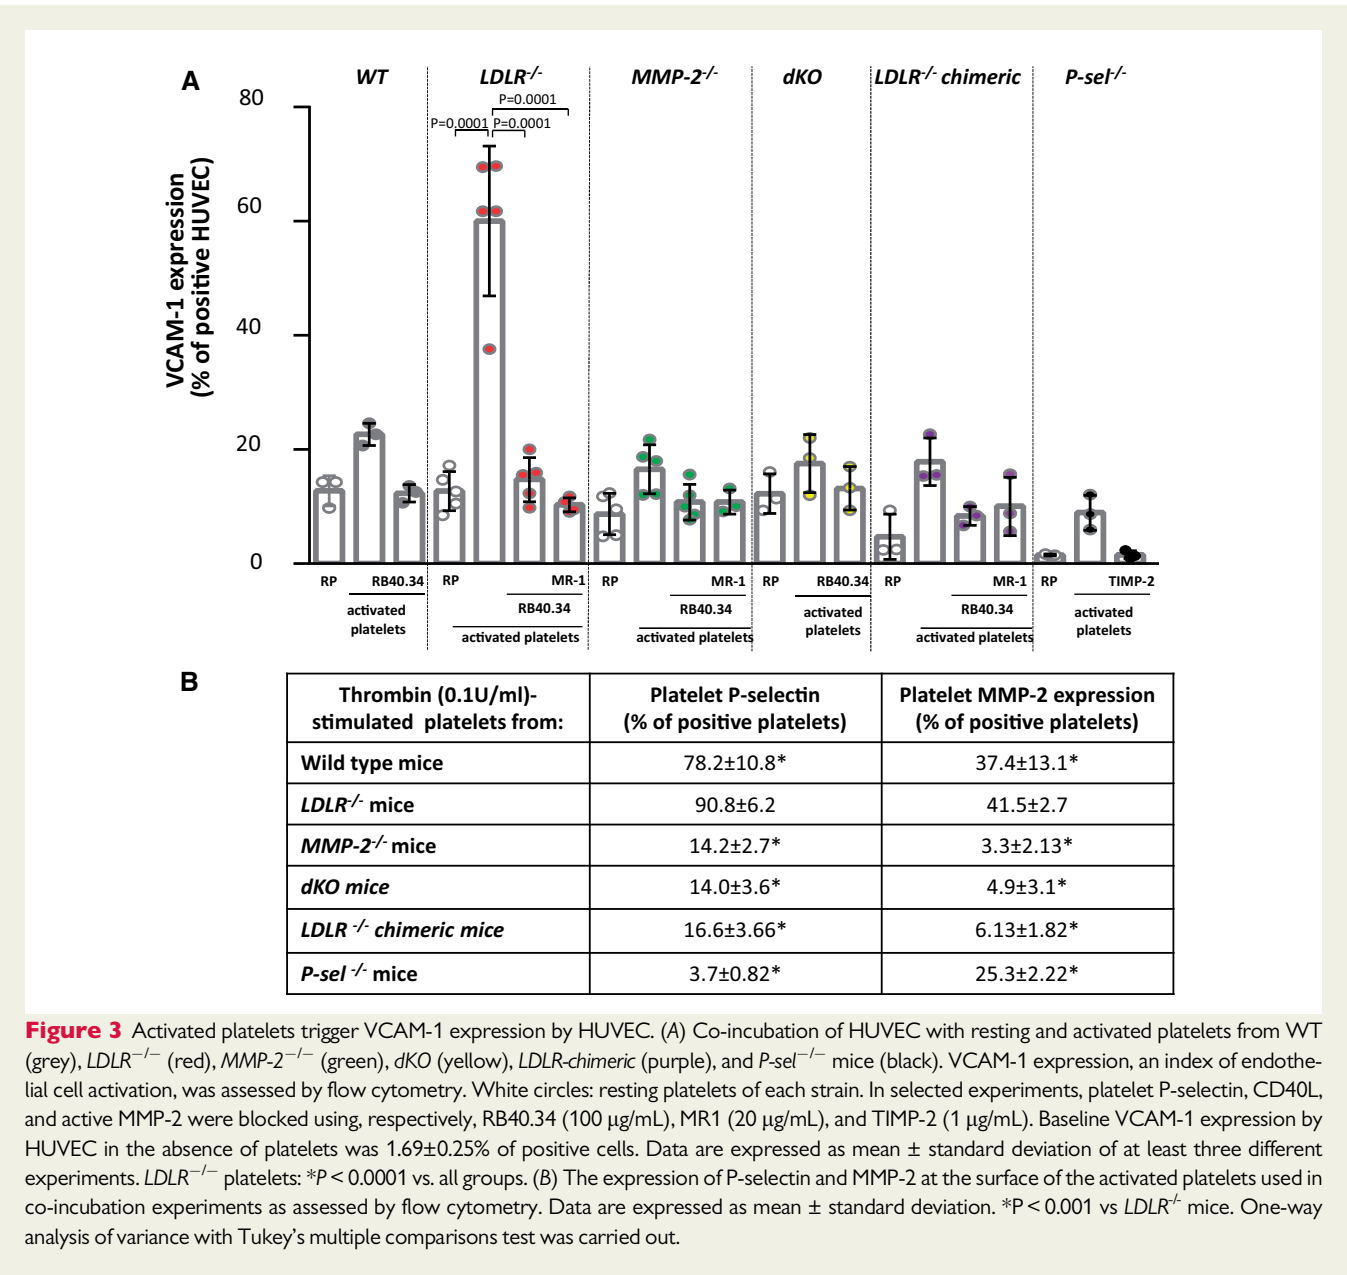 A
WT
LDLR-/-
MMP-2-/-
dKO
LDLR-/- chimeric
P-sel-/-
VCAM-1 expression
(% of positive HUVEC)
80
60
40
20
0
P=0.0001
P=0.0001 P=0.0001
RP RB40.34 RP MR-1 RP MR-1 RP RB40.34 RP MR-1 RP TIMP-2
activated platelets
RB40.34
activated platelets
RB40.34
activated platelets
activated platelets
RB40.34
activated platelets
activated platelets
B
Thrombin (0.1U/ml)-
stimulated platelets from:
Platelet P-selectin
(% of positive platelets)
Platelet MMP-2 expression
(% of positive platelets)
Wild type mice 78.2±10.8* 37.4±13.1*
LDLR-/- mice 90.8±6.2 41.5±2.7
MMP-2-/- mice 14.2±2.7* 3.3±2.13*
dKO mice 14.0±3.6* 4.9±3.1*
LDLR -/- chimeric mice 16.6±3.66* 6.13±1.82*
P-sel -/- mice 3.7±0.82* 25.3±2.22*
Figure 3 Activated platelets trigger VCAM-1 expression by HUVEC. (A) Co-incubation of HUVEC with resting and activated platelets from WT
(grey), LDLR−/− (red), MMP-2−/− (green), dKO (yellow), LDLR-chimeric (purple), and P-sel−/− mice (black). VCAM-1 expression, an index of endothe-
lial cell activation, was assessed by flow cytometry. White circles: resting platelets of each strain. In selected experiments, platelet P-selectin, CD40L,
and active MMP-2 were blocked using, respectively, RB40.34 (100 μg/mL), MR1 (20 μg/mL), and TIMP-2 (1 μg/mL). Baseline VCAM-1 expression by
HUVEC in the absence of platelets was 1.69±0.25% of positive cells. Data are expressed as mean ± standard deviation of at least three different
experiments. LDLR−/− platelets: *P < 0.0001 vs. all groups. (B) The expression of P-selectin and MMP-2 at the surface of the activated platelets used in
co-incubation experiments as assessed by flow cytometry. Data are expressed as mean ± standard deviation. *P < 0.001 vs LDLR-/- mice. One-way
analysis of variance with Tukey's multiple comparisons test was carried out.